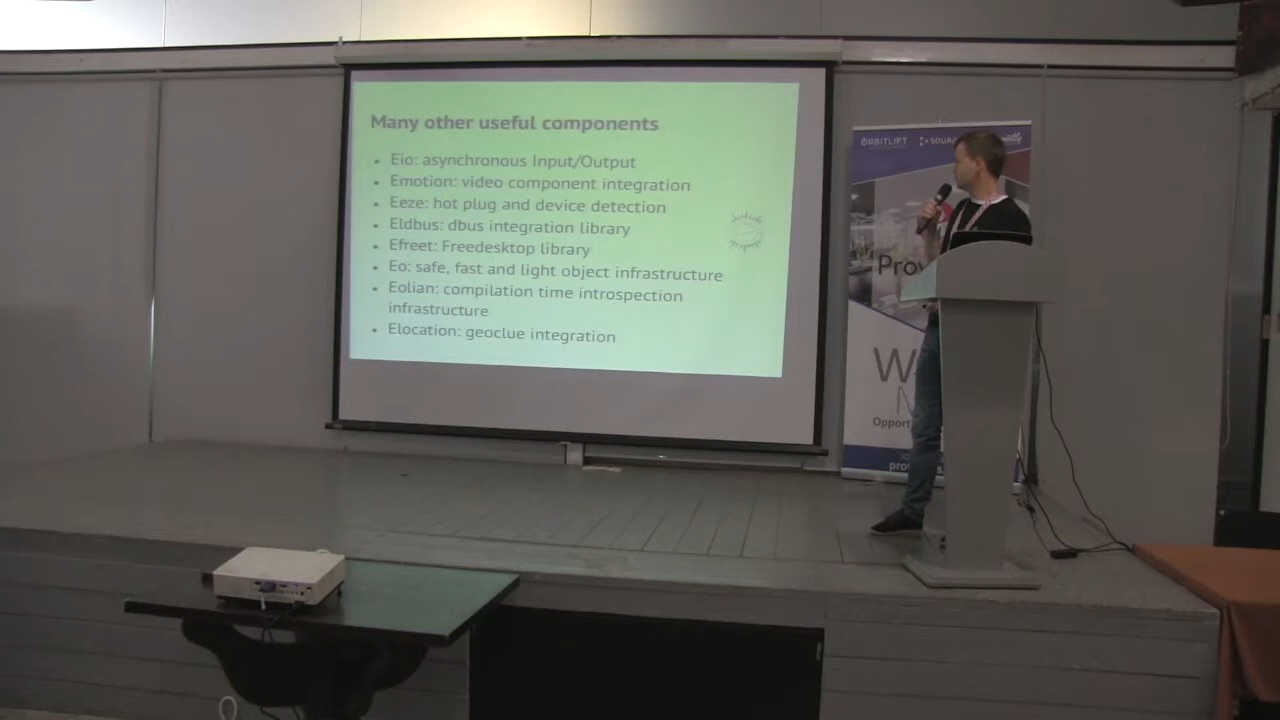 Many other useful components
• Eio: asynchronous Input/Output
• Emotion: video component integration
• Eeze: hot plug and device detection
• Eldbus: dbus integration library
• Efreet: Freedesktop library
• Eo: safe, fast and light object infrastructure
• Eolian: compilation time introspection
infrastructure
• Elocation: geoclue integration
ORBITLIFT